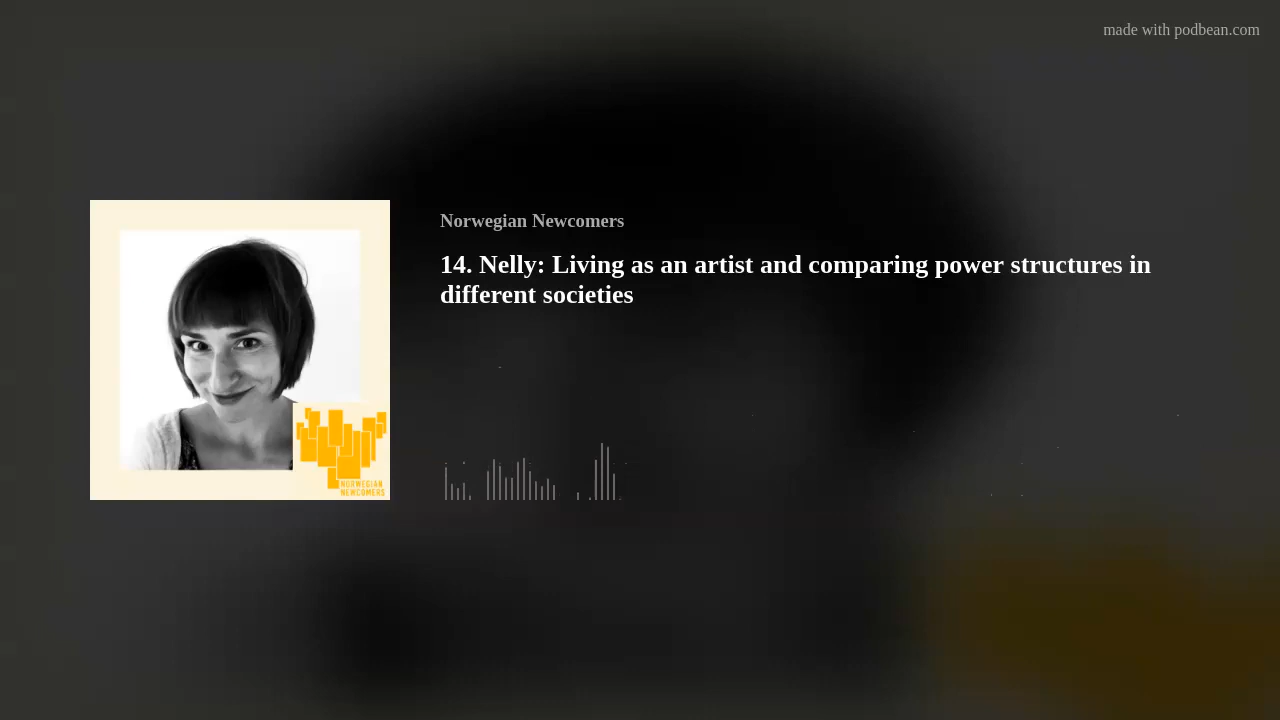 made with podbean.com
Norwegian Newcomers
14. Nelly: Living as an artist and comparing power structures in
different societies
NORWEGIAN
NEWCOMERS